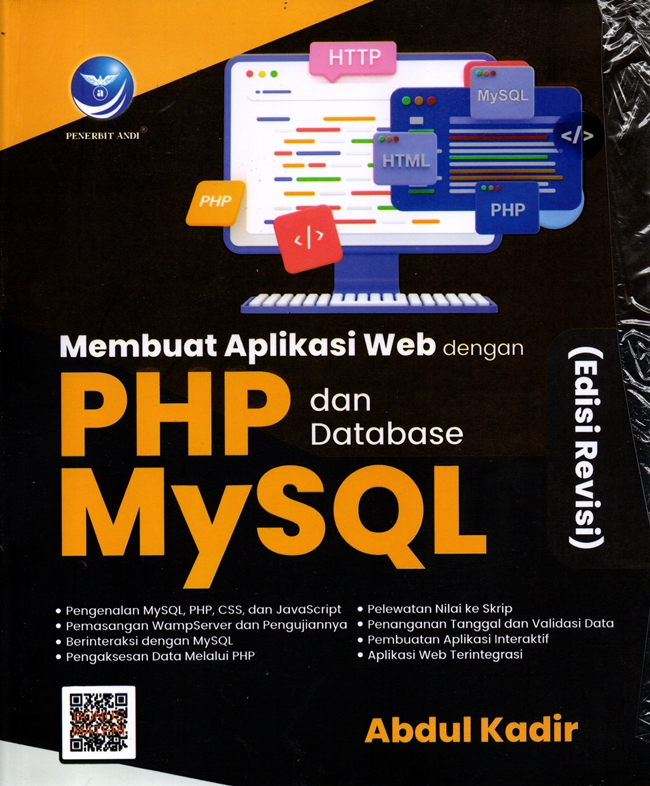 HTTP
MySQL
</>
HTML
PHP
PHP
</>
a
PENERBIT ANDI®
Membuat Aplikasi Web dengan
PHP dan
Database
MySQL
(Edisi Revisi)
• Pengenalan MySQL, PHP, CSS, dan JavaScript
• Pemasangan WampServer dan Pengujiannya
• Berinteraksi dengan MySQL
• Pengaksesan Data Melalui PHP
• Pelewatan Nilai ke Skrip
• Penanganan Tanggal dan Validasi Data
• Pembuatan Aplikasi Interaktif
• Aplikasi Web Terintegrasi
BONUS
MATERI
Abdul Kadir